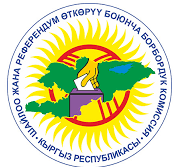 ШАЙЛОО ЖАНА РЕФЕРЕНДУМ ӨТКӨРҮҮ БОЮНЧА БОРБОРДУК КОМИССИЯ
КЫРГЫЗ РЕСПУБЛИКАСЫ